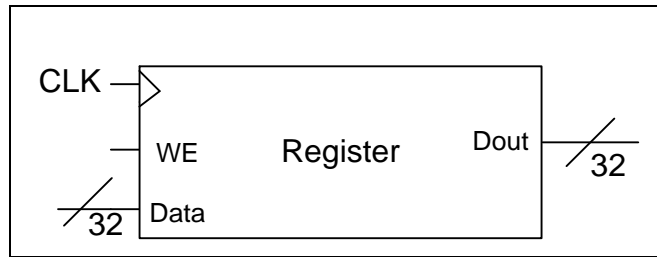 CLK
WE
Register
Dout
32
32
Data